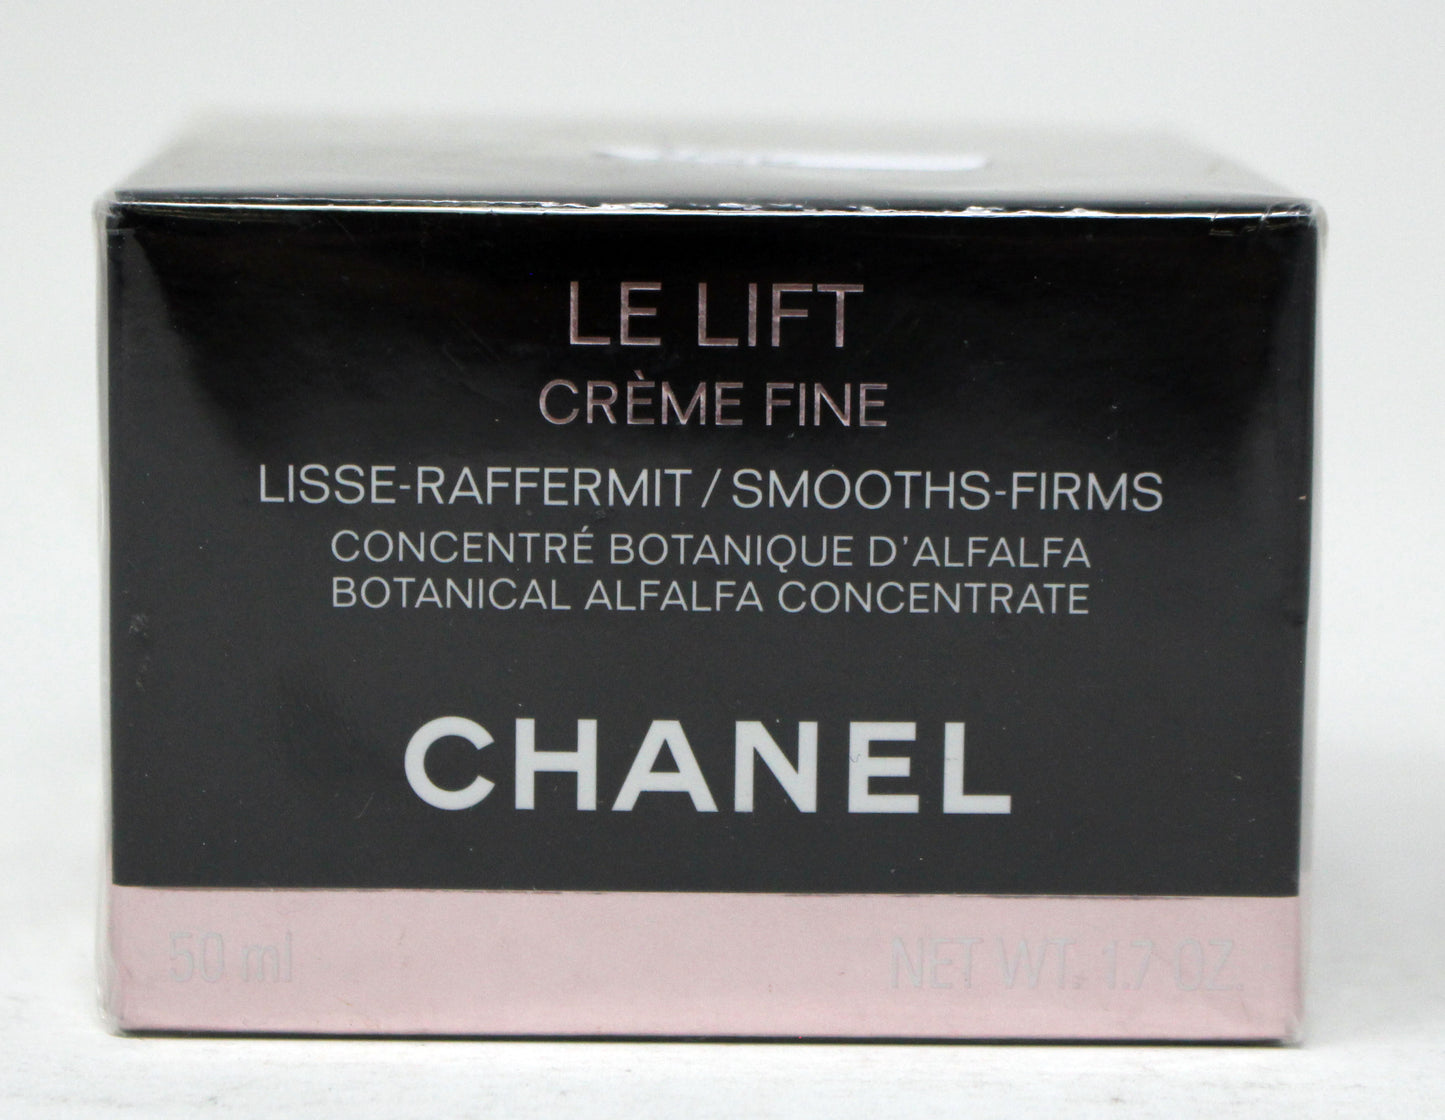 LE LIFT
CRÈME FINE
LISSE-RAFFERMIT / SMOOTHS-FIRMS
CONCENTRÉ BOTANIQUE D'ALFALFA
BOTANICAL ALFALFA CONCENTRATE
CHANEL
50 ml NET WT. 1.7 OZ.